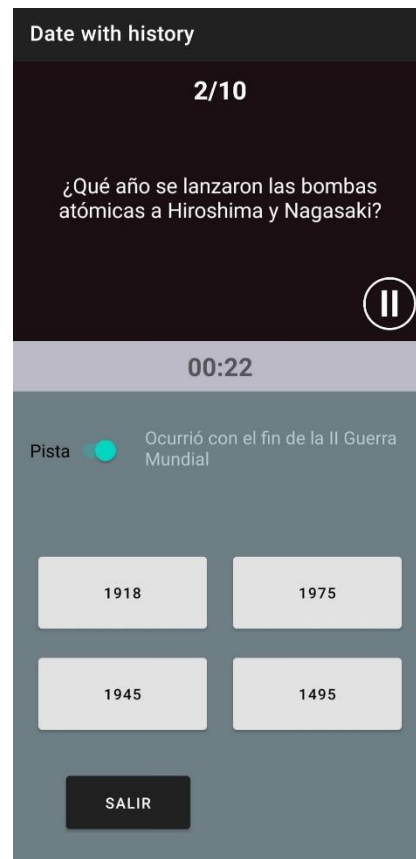 Date with history
2/10
¿Qué año se lanzaron las bombas
atómicas a Hiroshima y Nagasaki?
00:22
Pista
Ocurrió con el fin de la II Guerra
Mundial
1918
1975
1945
1495
SALIR